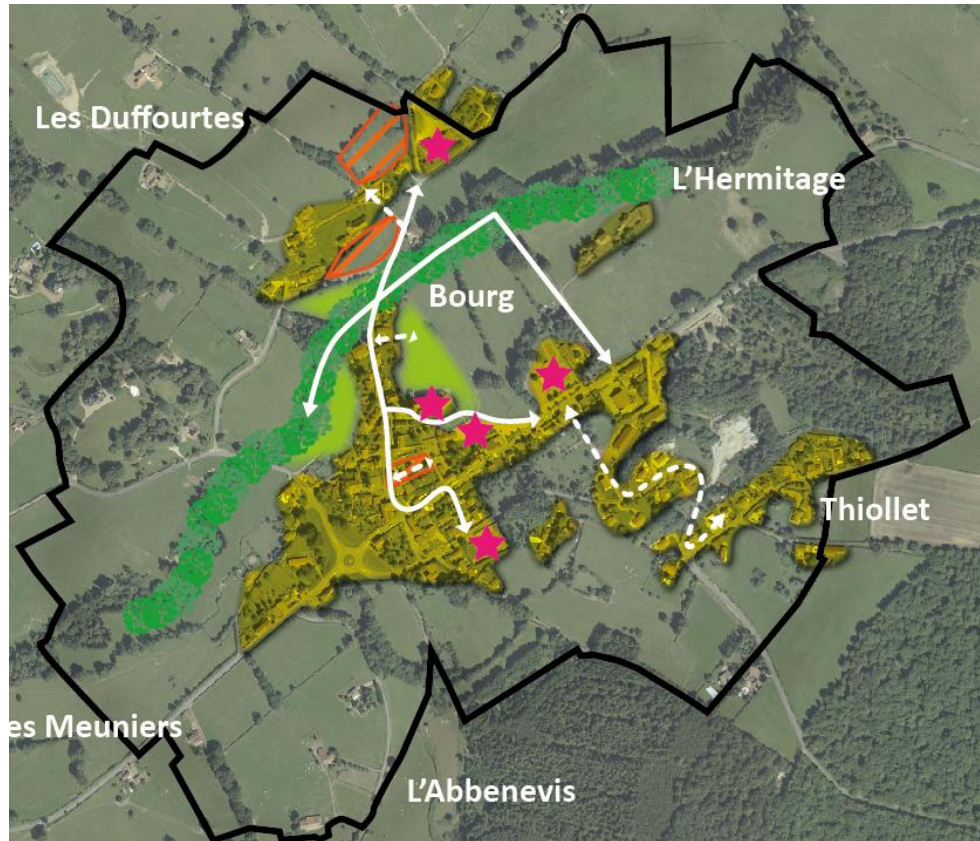 Les Duffourtes
L'Hermitage
Bourg
Thiollet
es Meuniers
L'Abbenevis